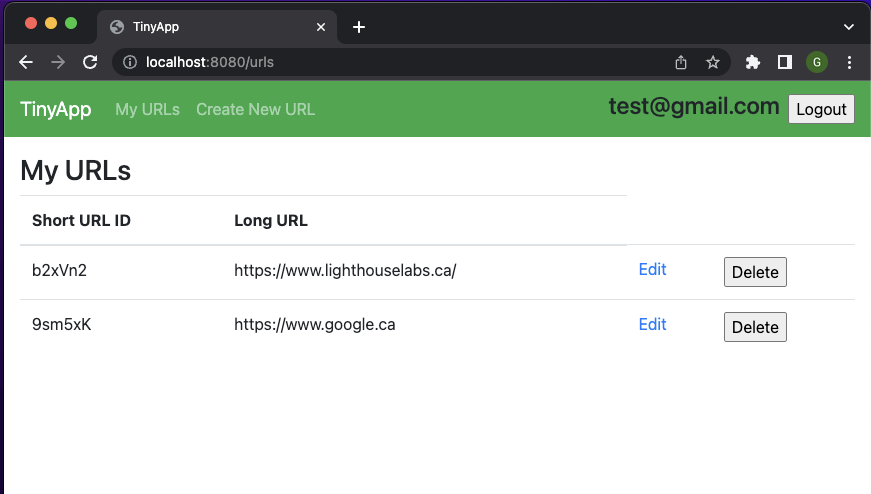 TinyApp
localhost:8080/urls
G
TinyApp My URLs Create New URL test@gmail.com Logout
My URLs
Short URL ID Long URL
b2xVn2 https://www.lighthouselabs.ca/ Edit Delete
9sm5xK https://www.google.ca Edit Delete